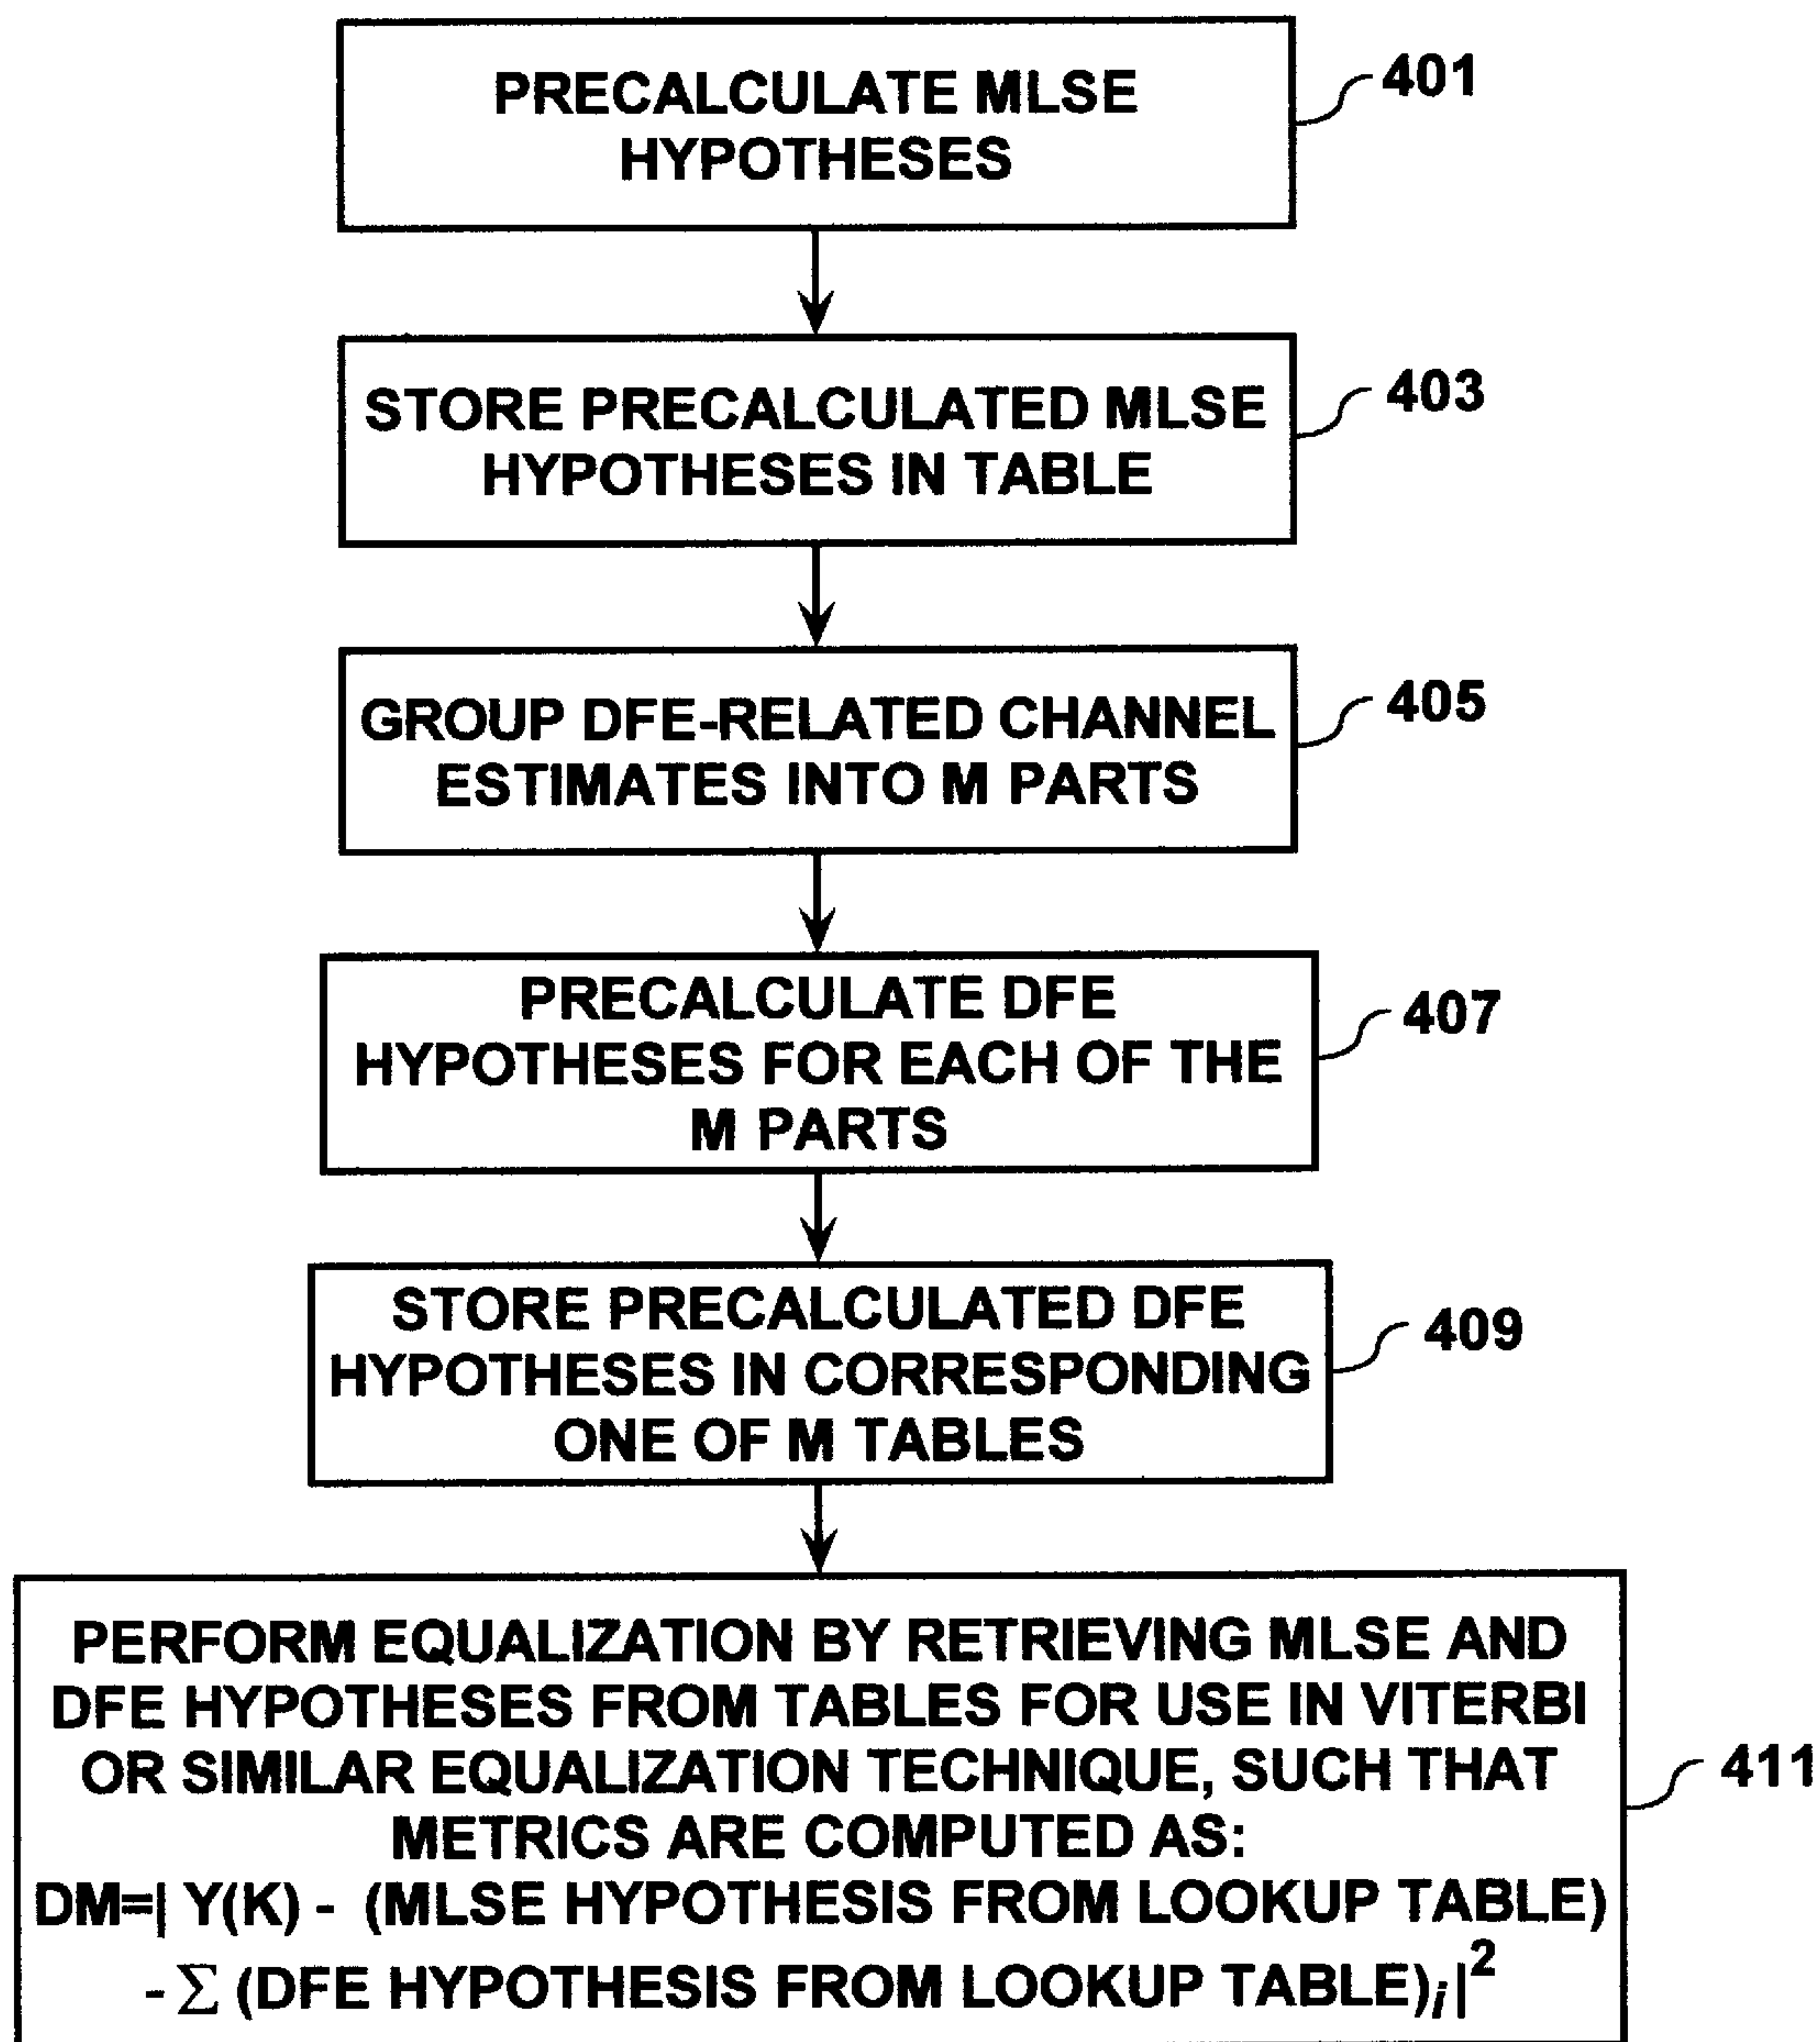 PRECALCULATE MLSE
HYPOTHESES
401
STORE PRECALCULATED MLSE
HYPOTHESES IN TABLE
403
GROUP DFE-RELATED CHANNEL
ESTIMATES INTO M PARTS
405
PRECALCULATE DFE
HYPOTHESES FOR EACH OF THE
M PARTS
407
STORE PRECALCULATED DFE
HYPOTHESES IN CORRESPONDING
ONE OF M TABLES
409
PERFORM EQUALIZATION BY RETRIEVING MLSE AND
DFE HYPOTHESES FROM TABLES FOR USE IN VITERBI
OR SIMILAR EQUALIZATION TECHNIQUE, SUCH THAT
METRICS ARE COMPUTED AS:
DM=| Y(K) - (MLSE HYPOTHESIS FROM LOOKUP TABLE)
- Σ (DFE HYPOTHESIS FROM LOOKUP TABLE)i|2
411